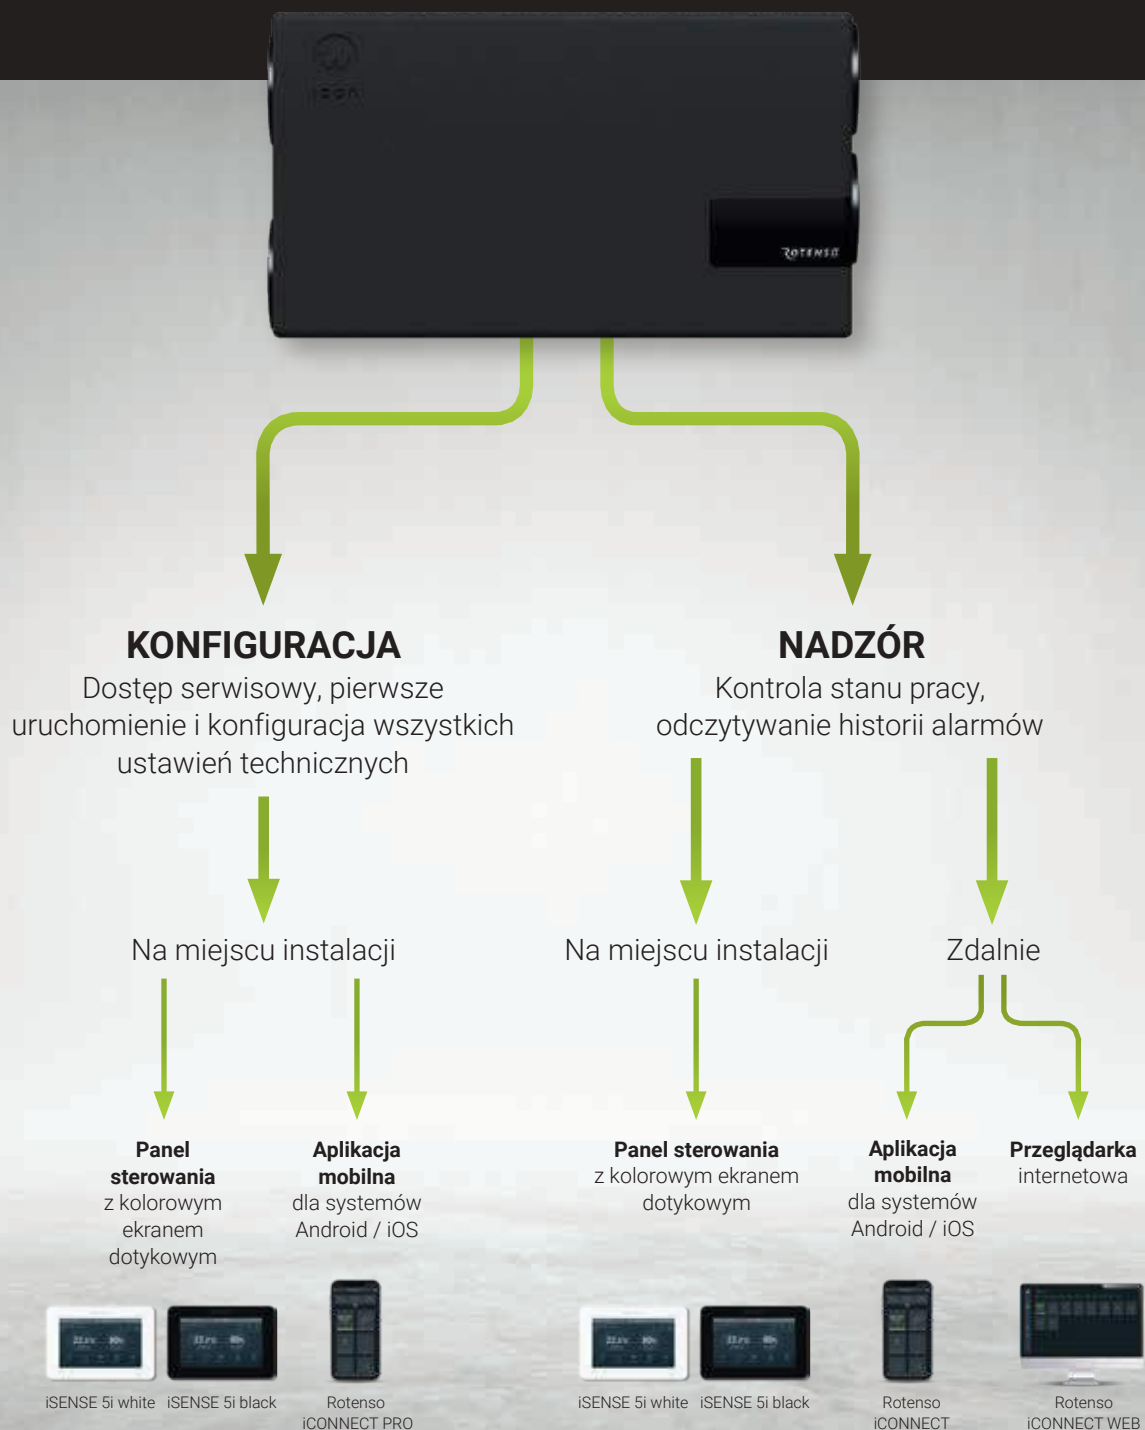 ROTENSO
KONFIGURACJA
Dostęp serwisowy, pierwsze
uruchomienie i konfiguracja wszystkich
ustawień technicznych
NADZÓR
Kontrola stanu pracy,
odczytywanie historii alarmów
Na miejscu instalacji
Na miejscu instalacji
Zdalnie
Panel
sterowania
z kolorowym
ekranem
dotykowym
Aplikacja
mobilna
dla systemów
Android / iOS
Panel sterowania
z kolorowym ekranem
dotykowym
Aplikacja
mobilna
dla systemów
Android / iOS
Przeglądarka
internetowa
iSENSE 5i white
iSENSE 5i black
Rotenso
iCONNECT PRO
iSENSE 5i white
iSENSE 5i black
Rotenso
iCONNECT
Rotenso
iCONNECT WEB